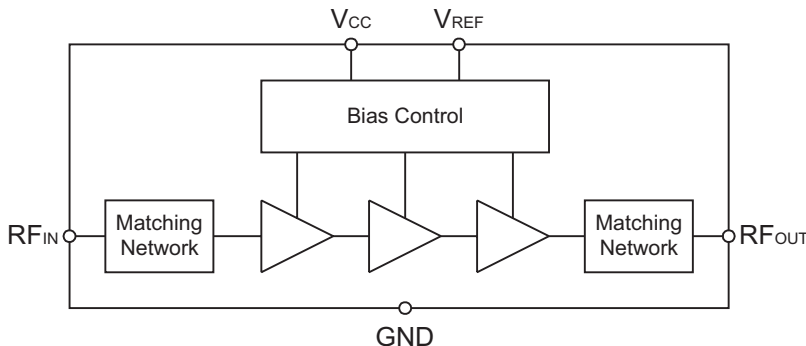 VCC VREF
Bias Control
RFIN
Matching
Network
Matching
Network
RFOUT
GND